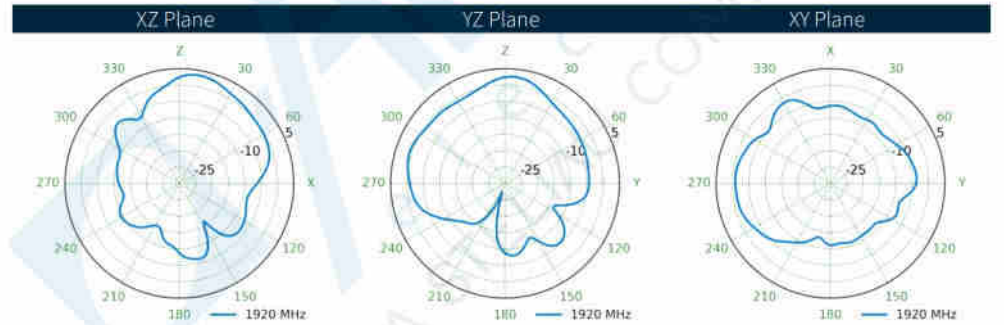 XZ Plane YZ Plane XY Plane
Z Z X
330 30 330 30 330 30
300 60 300 60 300 60
5 5 5
-10 -10 -10
-25 -25 -25
270 X 270 Y 270 Y
240 120 240 120 240 120
210 150 210 150 210 150
180 1920 MHz 180 1920 MHz 180 1920 MHz